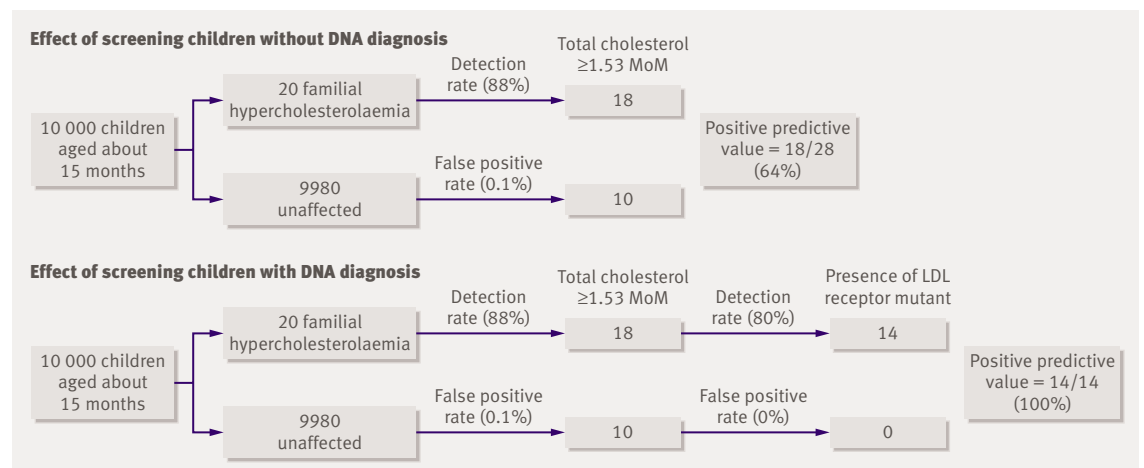 Effect of screening children without DNA diagnosis
Total cholesterol
≥1.53 MoM
Detection
rate (88%)
20 familial
hypercholesterolaemia
18
10 000 children
aged about
15 months
Positive predictive
value = 18/28
(64%)
False positive
rate (0.1%)
9980
unaffected
10
Effect of screening children with DNA diagnosis
Total cholesterol
≥1.53 MoM
Presence of LDL
receptor mutant
Detection
rate (88%)
Detection
rate (80%)
20 familial
hypercholesterolaemia
18
14
10 000 children
aged about
15 months
Positive predictive
value = 14/14
(100%)
False positive
rate (0.1%)
False positive
rate (0%)
9980
unaffected
10
0